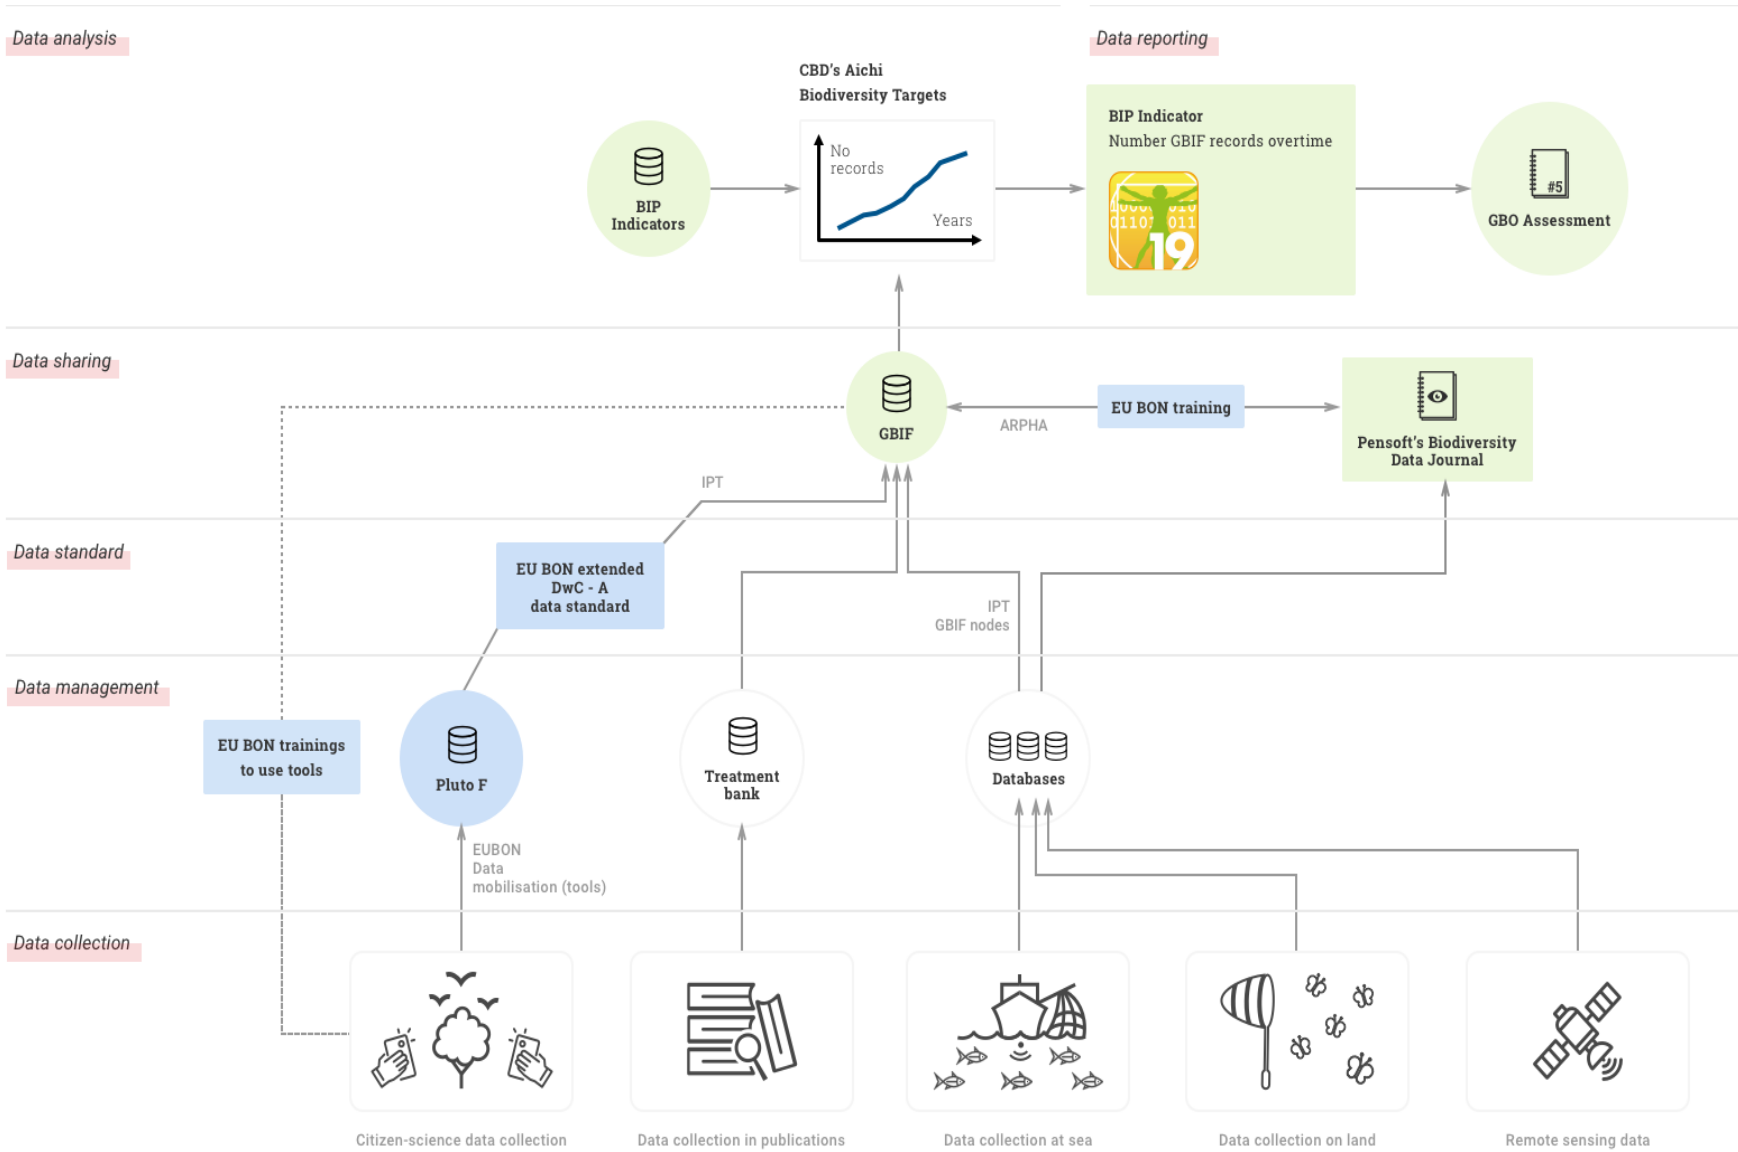 Data analysis
Data reporting
CBD's Aichi
Biodiversity Targets
BIP Indicator
Number GBIF records overtime
No
records
Years
BIP
Indicators
19
#5
GBO Assessment
Data sharing
GBIF
ARPHA
EU BON training
Pensoft's Biodiversity
Data Journal
IPT
Data standard
EU BON extended
DwC - A
data standard
IPT
GBIF nodes
Data management
EU BON trainings
to use tools
Pluto F
Treatment
bank
Databases
EUBON
Data
mobilisation (tools)
Data collection
Citizen-science data collection
Data collection in publications
Data collection at sea
Data collection on land
Remote sensing data